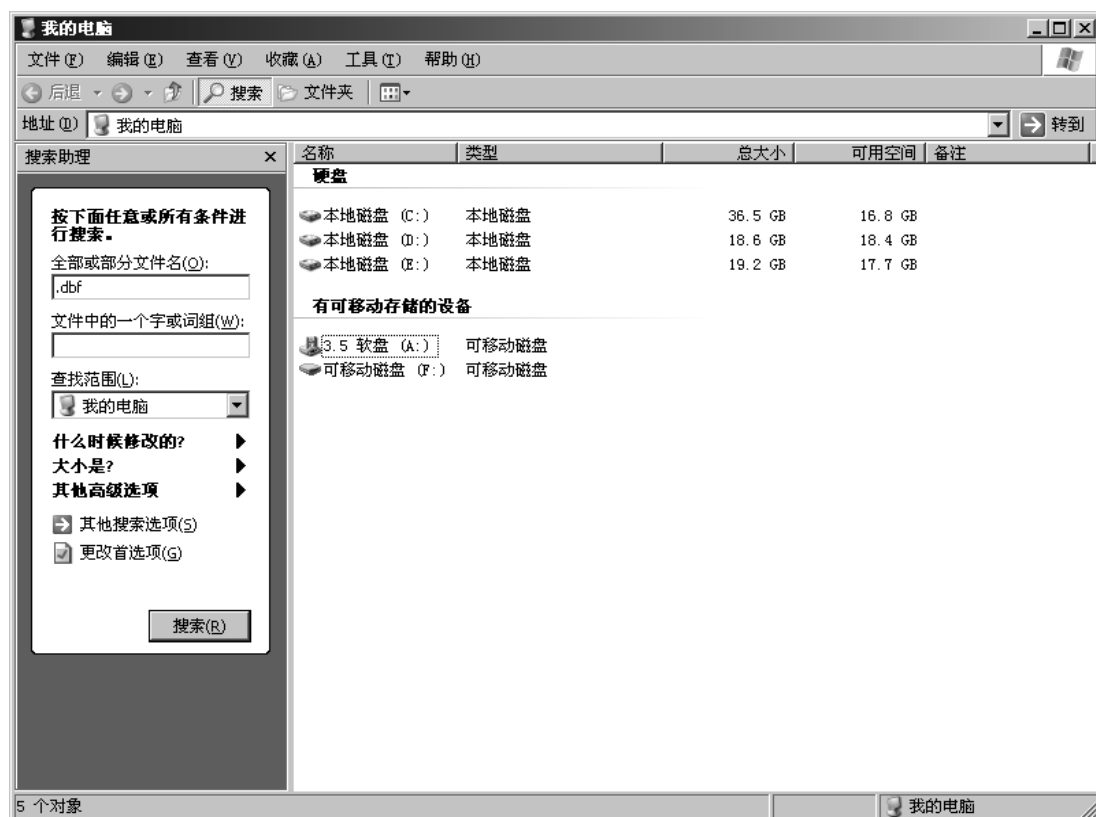 我的电脑
文件(F) 编辑(E) 查看(V) 收藏(A) 工具(T) 帮助(H)
后退 搜索 文件夹
地址(D) 我的电脑 转到
搜索助理
按下面任意或所有条件进
行搜索。
全部或部分文件名(O):
.dbf
文件中的一个字或词组(W):
查找范围(L):
我的电脑
什么时候修改的?
大小是?
其他高级选项
其他搜索选项(S)
更改首选项(G)
搜索(R)
名称 类型 总大小 可用空间 备注
硬盘
本地磁盘 (C:) 本地磁盘 36.5 GB 16.8 GB
本地磁盘 (D:) 本地磁盘 18.6 GB 18.4 GB
本地磁盘 (E:) 本地磁盘 19.2 GB 17.7 GB
有可移动存储的设备
3.5 软盘 (A:) 可移动磁盘
可移动磁盘 (F:) 可移动磁盘
5 个对象 我的电脑